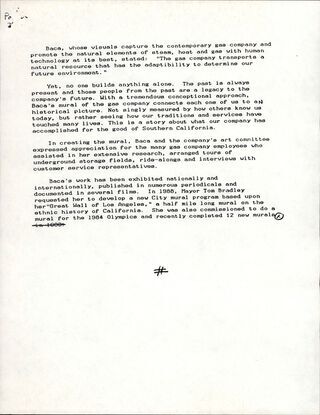 Baca, whose visuals capture the contemporary gas company and
promote the natural elements of steam, heat and gas with human
technology at its best, stated: "The gas company transports a
natural resource that has the adaptibility to determine our
future environment."
Yet, no one builds anything alone. The past is always
present and those people from the past are a legacy to the
company's future. With a tremendous conceptional approach,
Baca's mural of the gas company connects each one of us to an
historical picture. Not singly measured by how others know us
today, but rather seeing how our traditions and services have
touched many lives. This is a story about what our company has
accomplished for the good of Southern California.
In creating the mural, Baca and the company's art committee
expressed appreciation for the many gas company employees who
assisted in her extensive research, arranged tours of
underground storage fields, ride-alongs and interviews with
customer service representatives.
Baca's work has been exhibited nationally and
internationally, published in numerous periodicals and
documented in several films. In 1988, Mayor Tom Bradley
requested her to develop a new City mural program based upon
her "Great Wall of Los Angeles," a half mile long mural on the
ethnic history of California. She was also commissioned to do a
mural for the 1984 Olympics and recently completed 12 new murals.
#